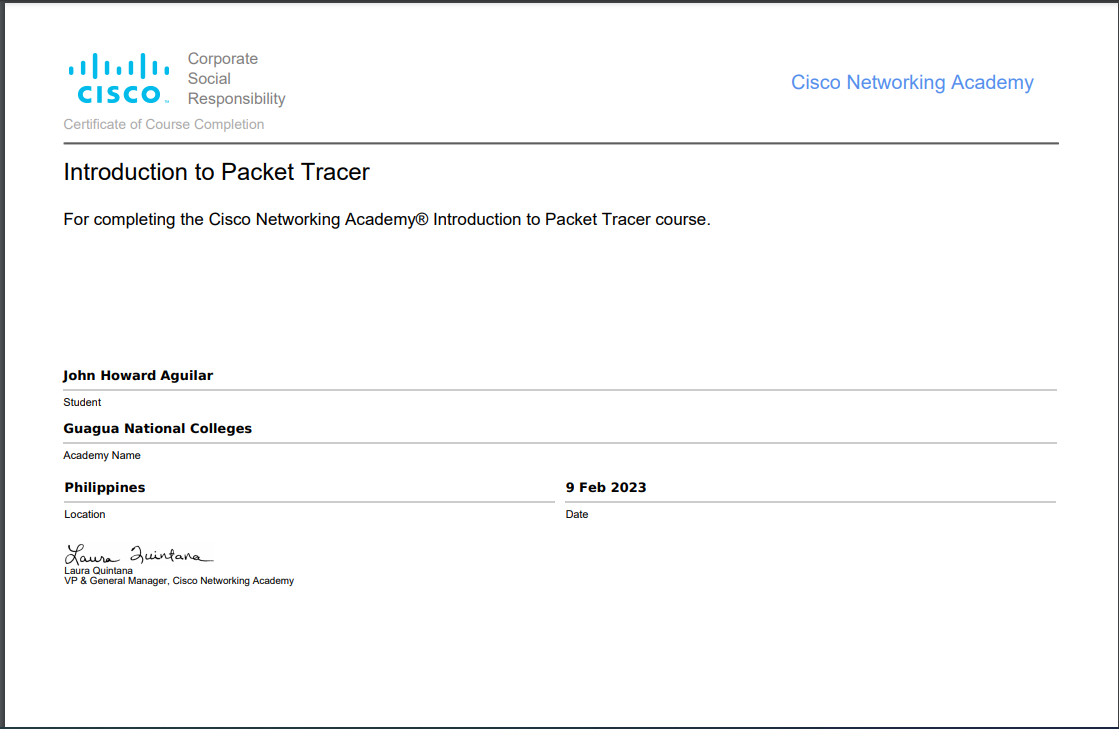 Corporate
Social
Responsibility
CISCO
Cisco Networking Academy
Certificate of Course Completion
Introduction to Packet Tracer
For completing the Cisco Networking Academy® Introduction to Packet Tracer course.
John Howard Aguilar
Student
Guagua National Colleges
Academy Name
Philippines
Location
9 Feb 2023
Date
Laura Quintana
Laura Quintana
VP & General Manager, Cisco Networking Academy